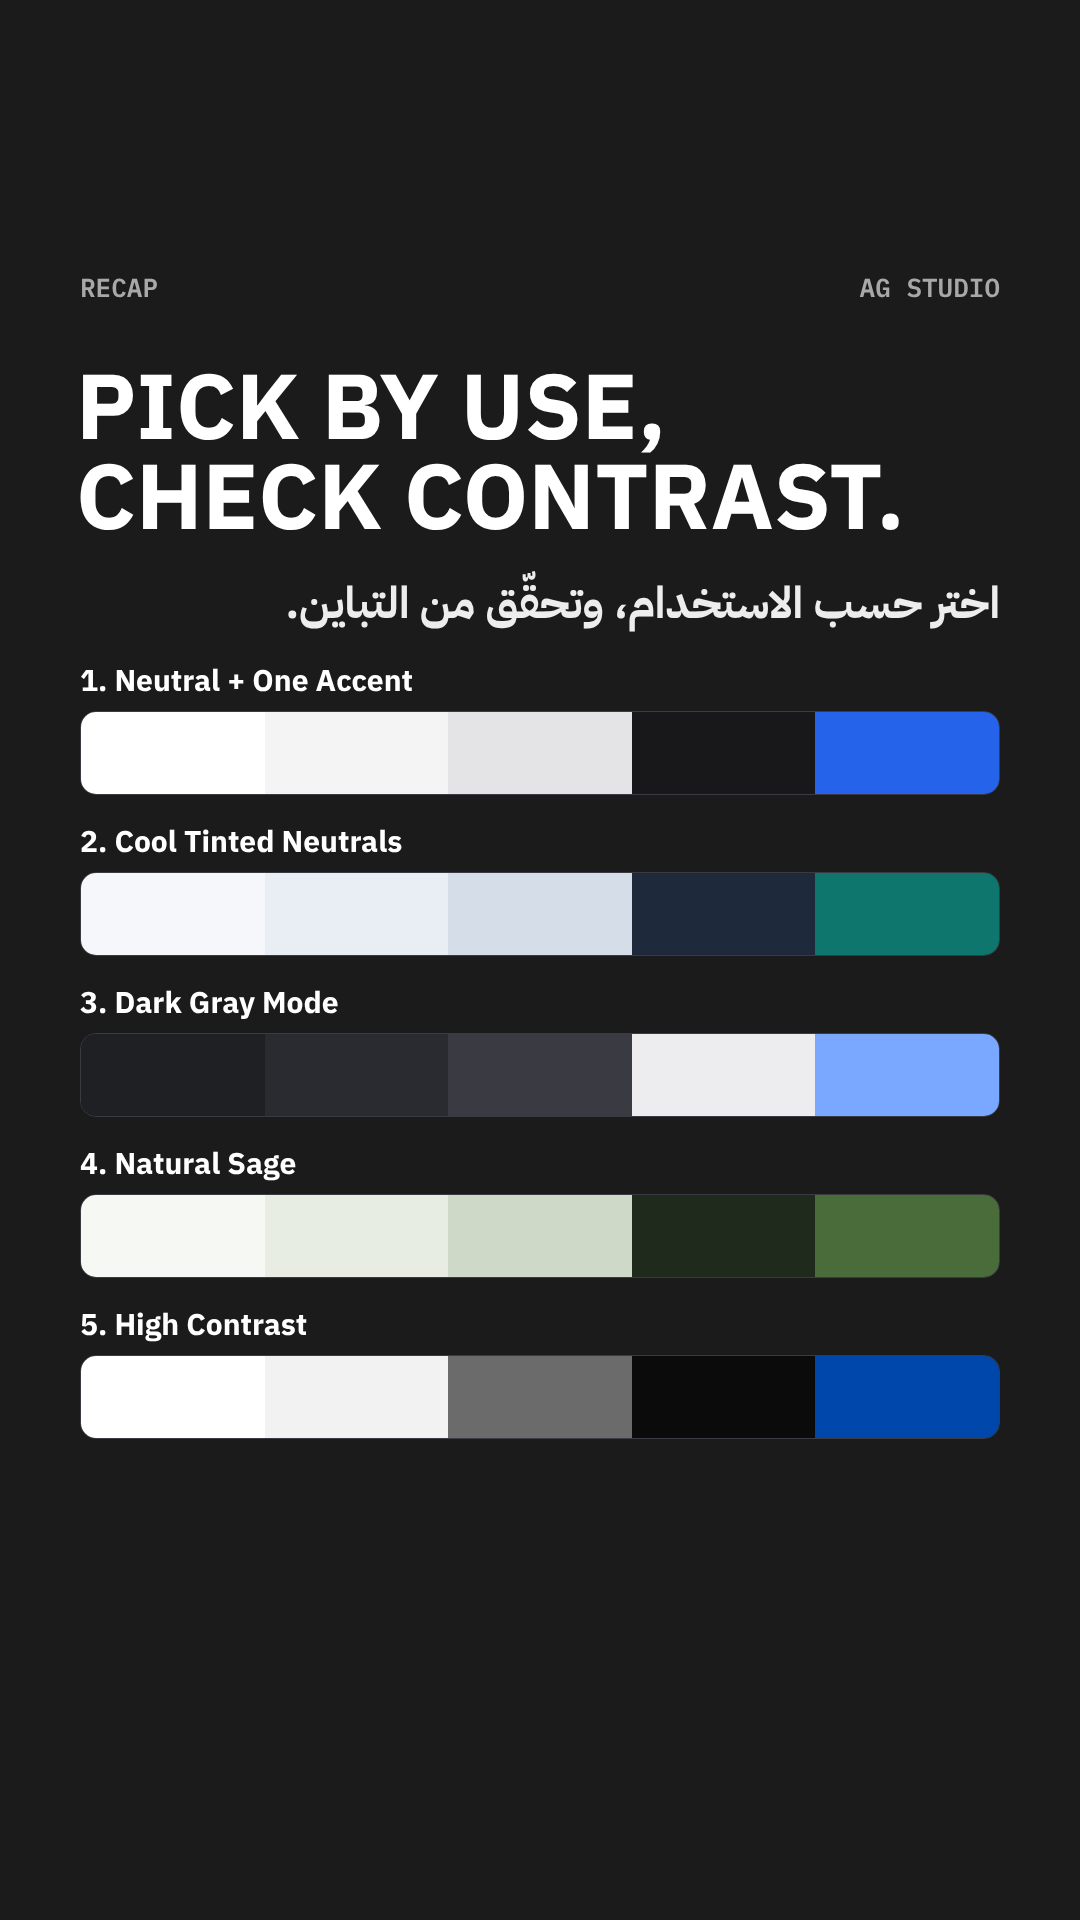 RECAP
AG STUDIO
PICK BY USE,
CHECK CONTRAST.
اختر حسب الاستخدام، وتحقّق من التباين.
1. Neutral + One Accent
2. Cool Tinted Neutrals
3. Dark Gray Mode
4. Natural Sage
5. High Contrast